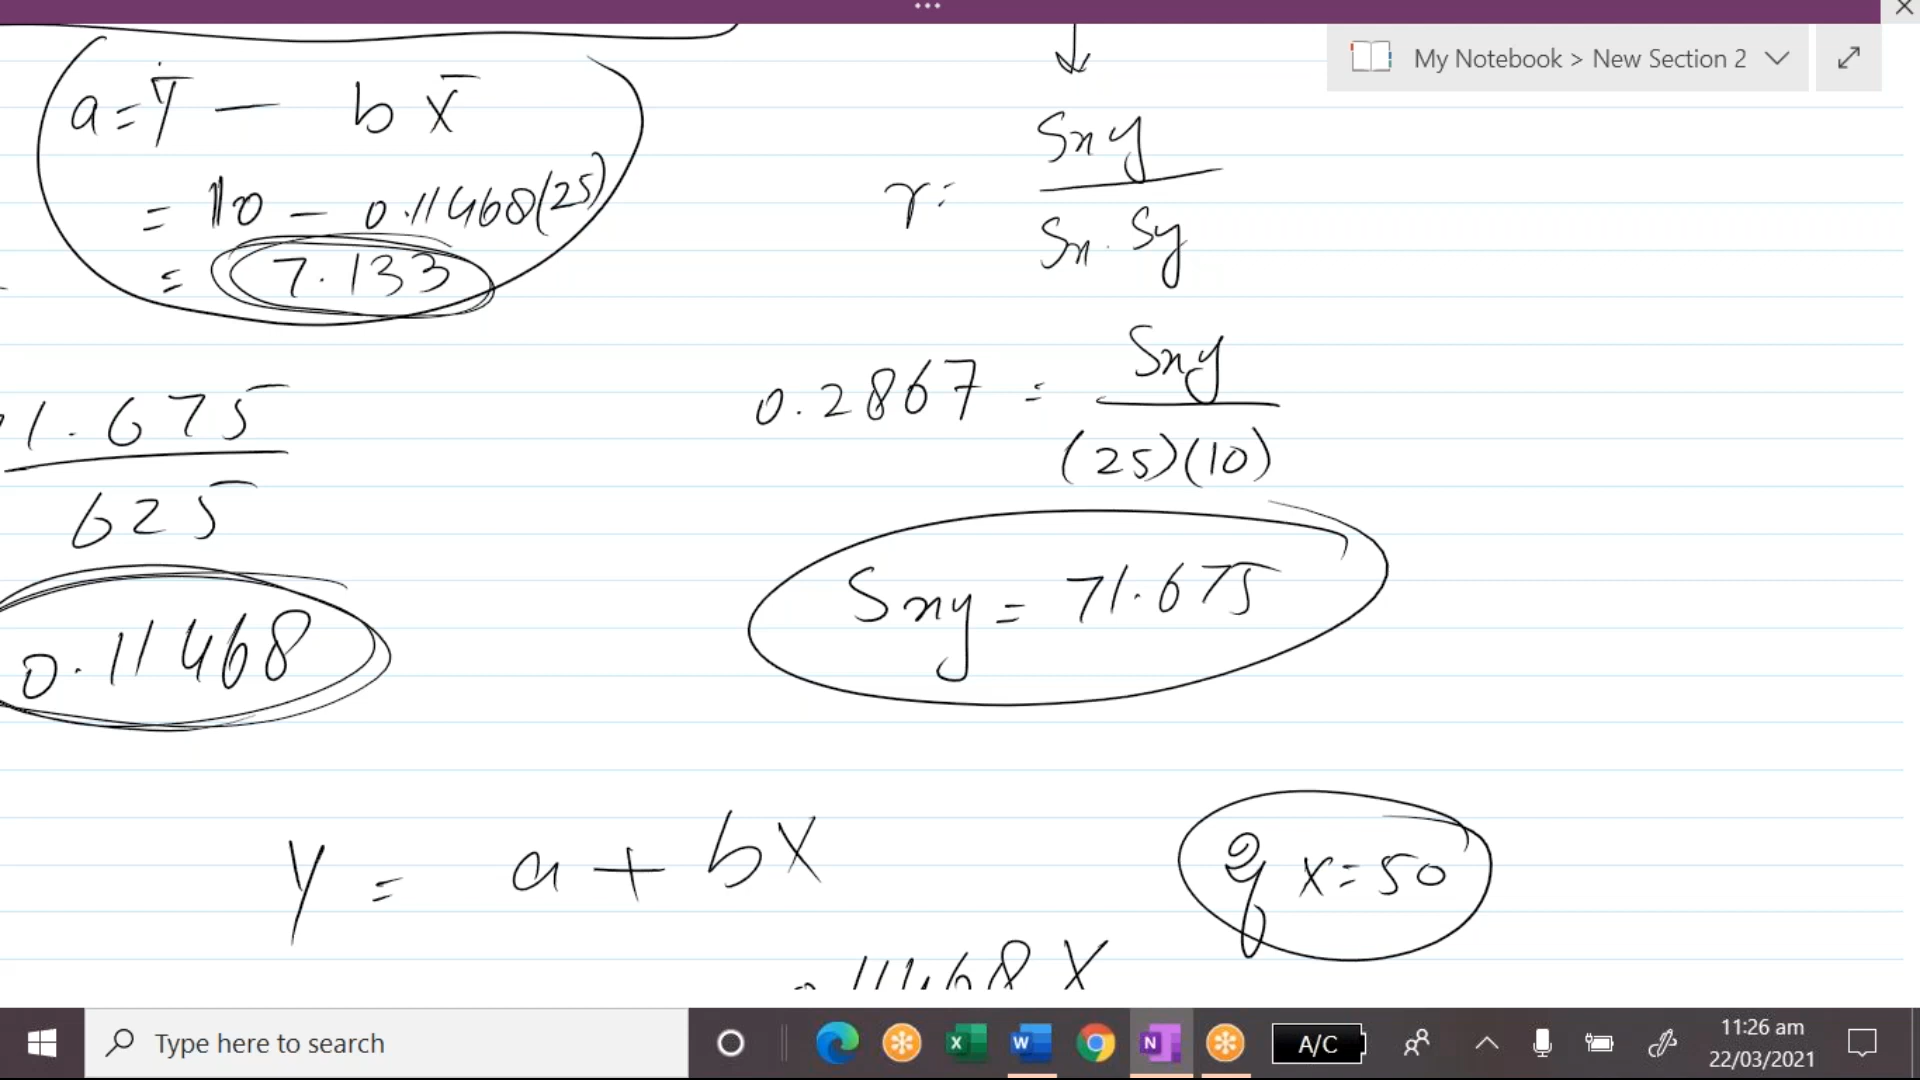 My Notebook > New Section 2
a = Ȳ − b x̄
= 10 − 0.11468(25)
= 7.133
1.675
625
0.11468
r = Sxy
Sx . Sy
0.2867 = Sxy
(25)(10)
Sxy = 71.675
Y = a + bX
x = 50
Type here to search
A/C
11:26 am
22/03/2021